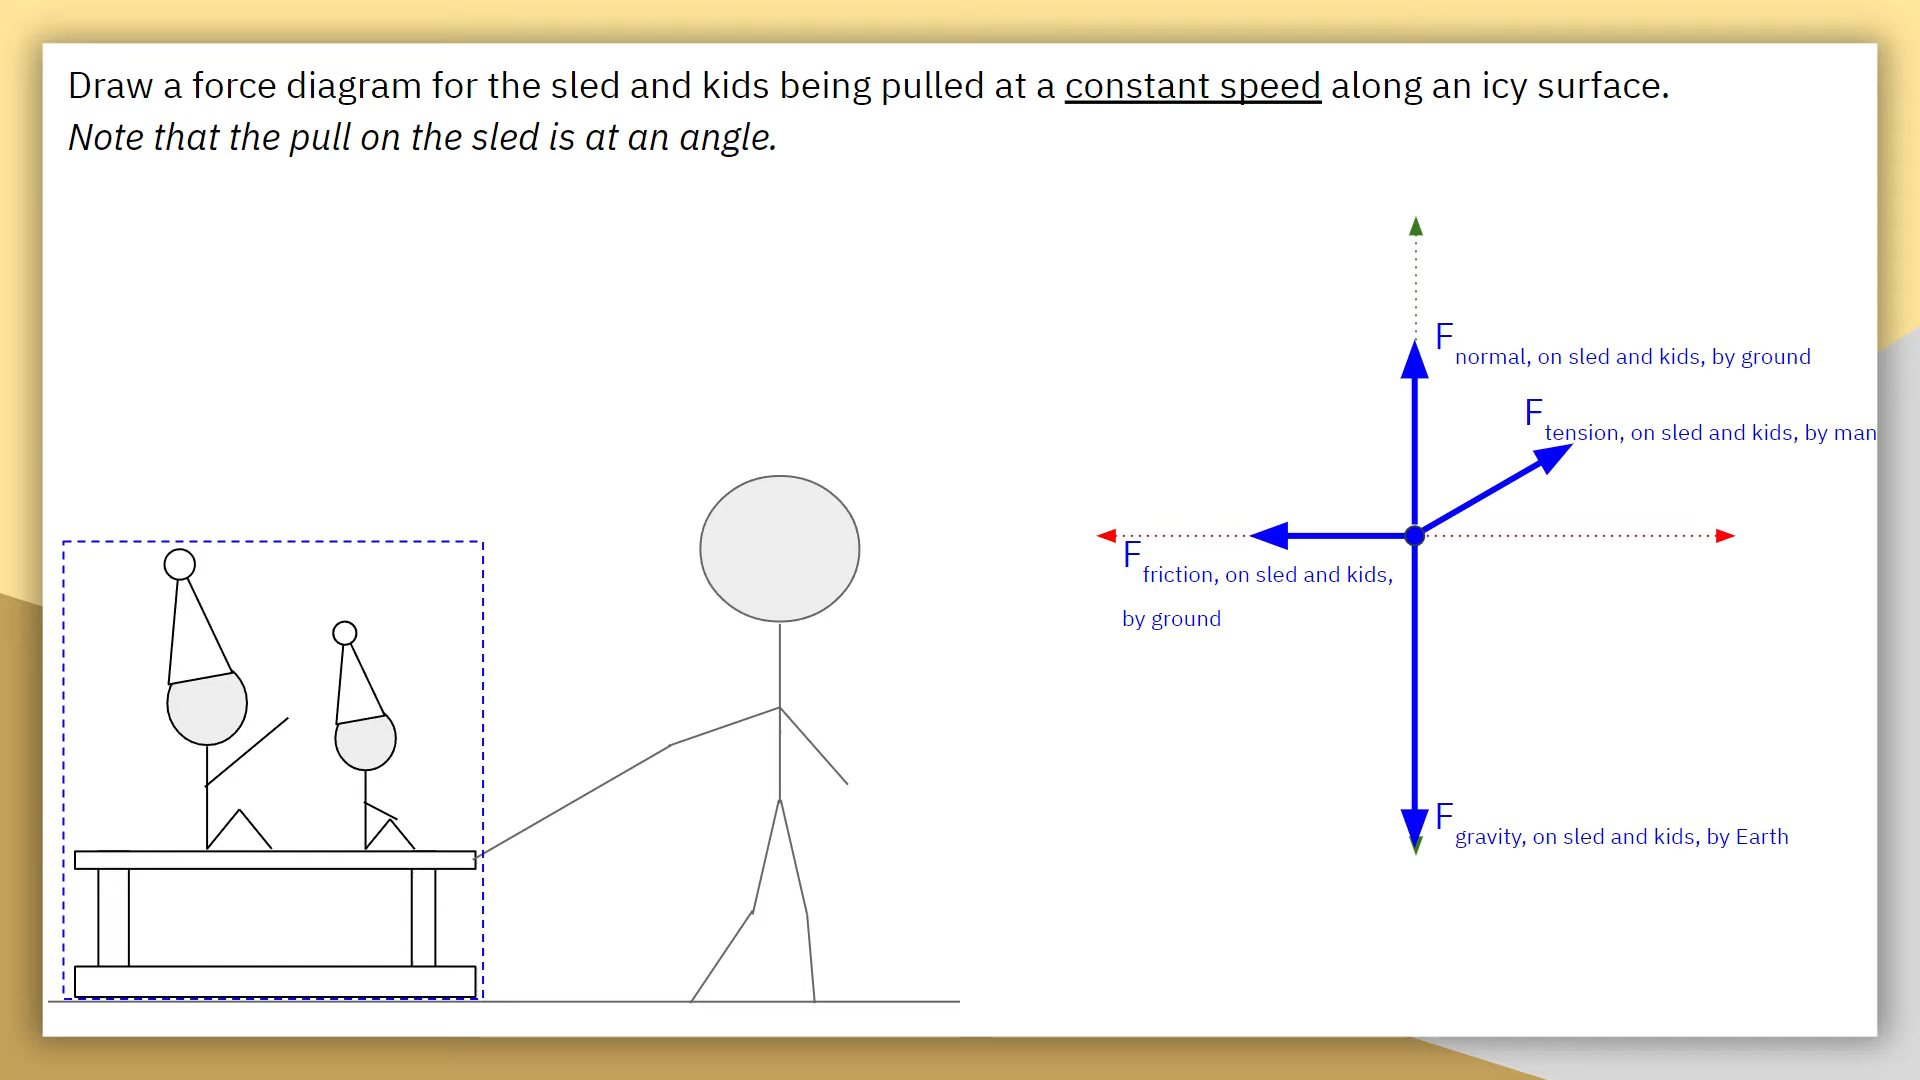 Draw a force diagram for the sled and kids being pulled at a constant speed along an icy surface.
Note that the pull on the sled is at an angle.
F normal, on sled and kids, by ground
F tension, on sled and kids, by man
F friction, on sled and kids,
by ground
F gravity, on sled and kids, by Earth